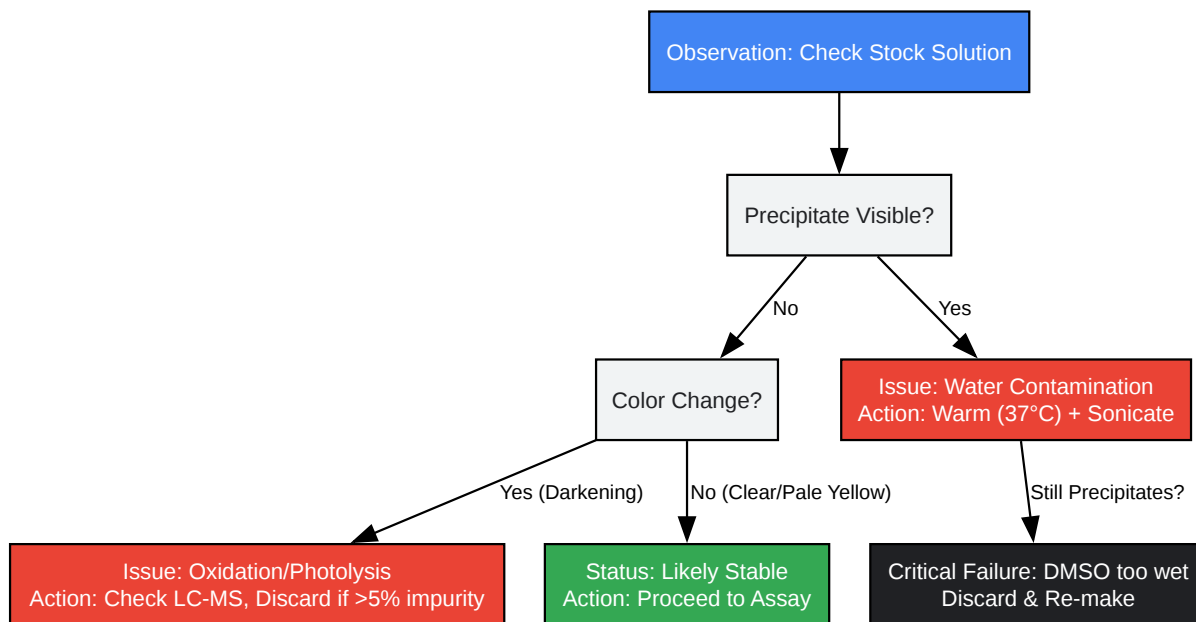 Observation: Check Stock Solution
Precipitate Visible?
No
Yes
Color Change?
Issue: Water Contamination
Action: Warm (37°C) + Sonicate
Yes (Darkening)
No (Clear/Pale Yellow)
Still Precipitates?
Issue: Oxidation/Photolysis
Action: Check LC-MS, Discard if >5% impurity
Status: Likely Stable
Action: Proceed to Assay
Critical Failure: DMSO too wet
Discard & Re-make